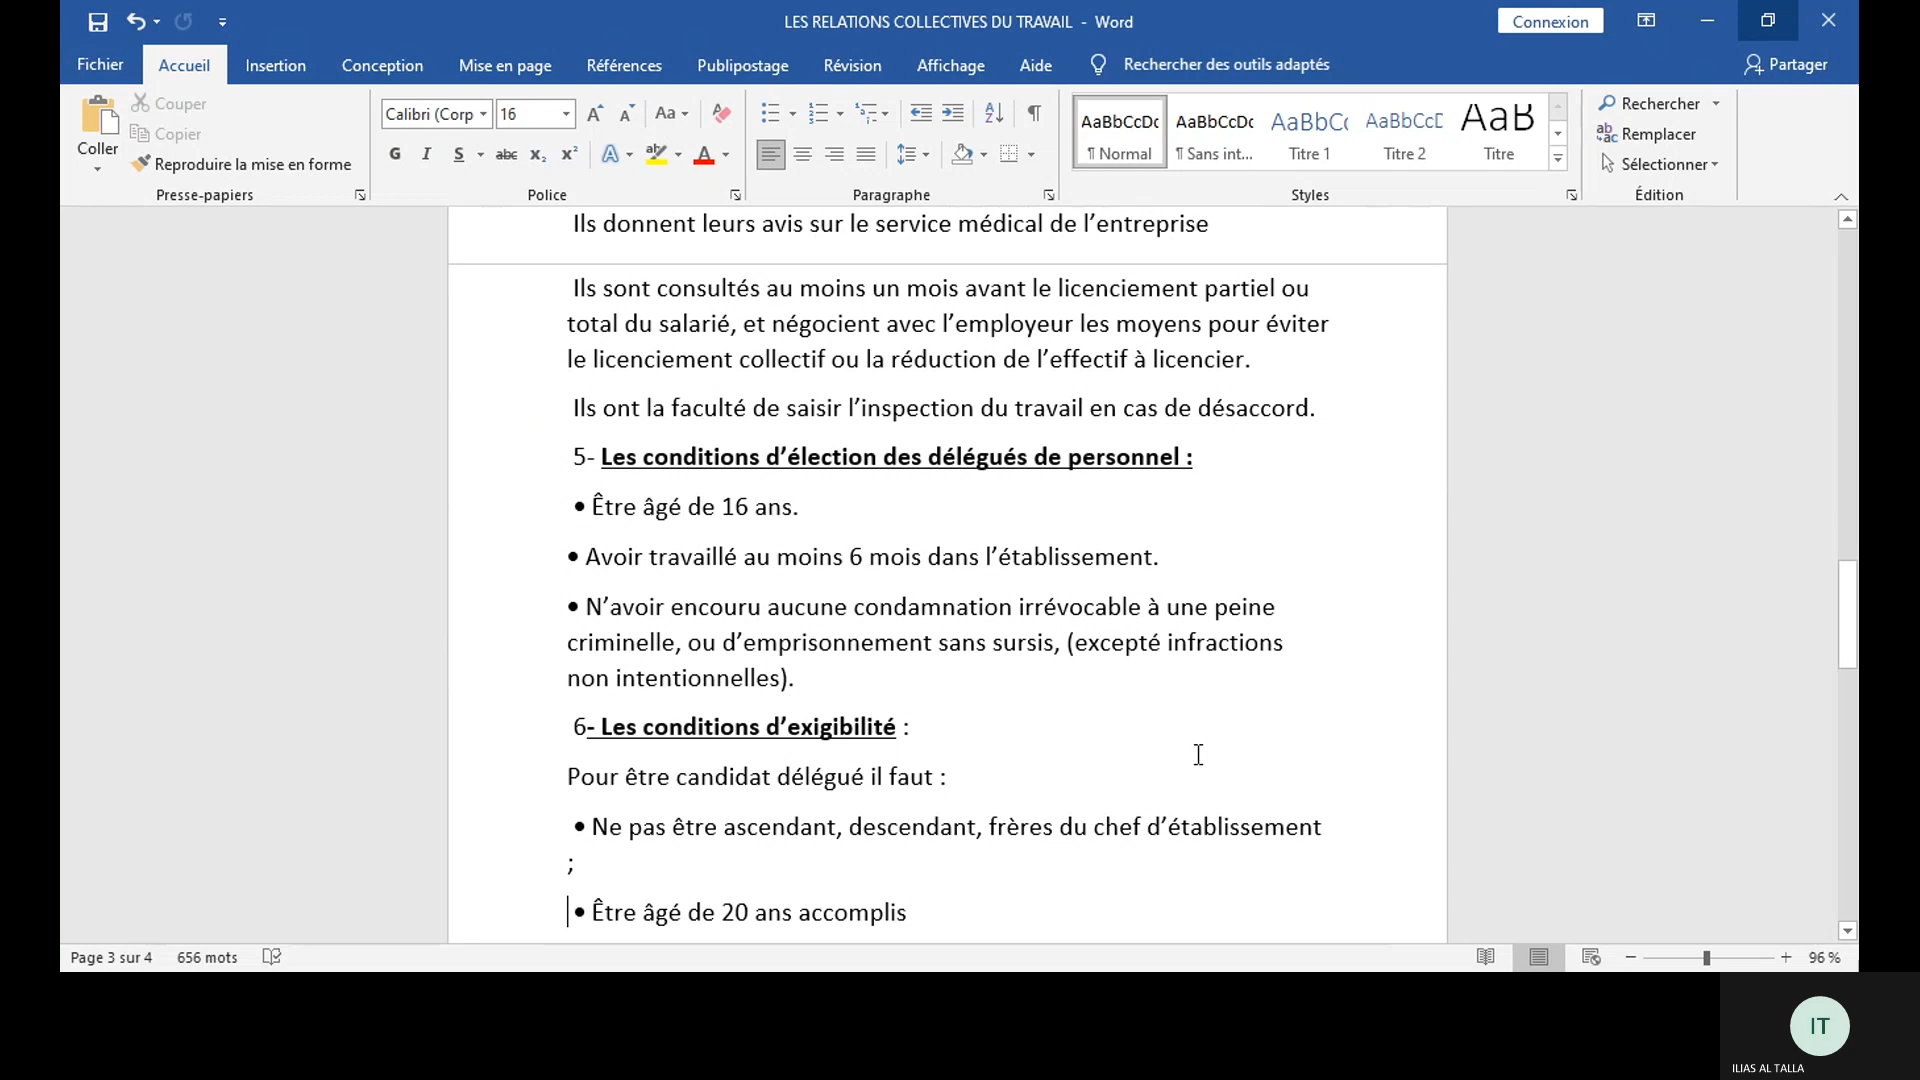 LES RELATIONS COLLECTIVES DU TRAVAIL - Word
Connexion
Fichier Accueil Insertion Conception Mise en page Références Publipostage Révision Affichage Aide Rechercher des outils adaptés Partager
Coller
Couper
Copier
Reproduire la mise en forme
Presse-papiers
Calibri (Corp 16
G I S abc x₂ x²
Police
Paragraphe
AaBbCcDc AaBbCcDc AaBbC( AaBbCcD AaB
¶ Normal ¶ Sans int... Titre 1 Titre 2 Titre
Styles
Rechercher
Remplacer
Sélectionner
Édition
Ils donnent leurs avis sur le service médical de l’entreprise
Ils sont consultés au moins un mois avant le licenciement partiel ou
total du salarié, et négocient avec l’employeur les moyens pour éviter
le licenciement collectif ou la réduction de l’effectif à licencier.
Ils ont la faculté de saisir l’inspection du travail en cas de désaccord.
5- Les conditions d’élection des délégués de personnel :
• Être âgé de 16 ans.
• Avoir travaillé au moins 6 mois dans l’établissement.
• N’avoir encouru aucune condamnation irrévocable à une peine
criminelle, ou d’emprisonnement sans sursis, (excepté infractions
non intentionnelles).
6- Les conditions d’exigibilité :
Pour être candidat délégué il faut :
• Ne pas être ascendant, descendant, frères du chef d’établissement
;
• Être âgé de 20 ans accomplis
Page 3 sur 4 656 mots 96 %
IT
ILIAS AL TALLA